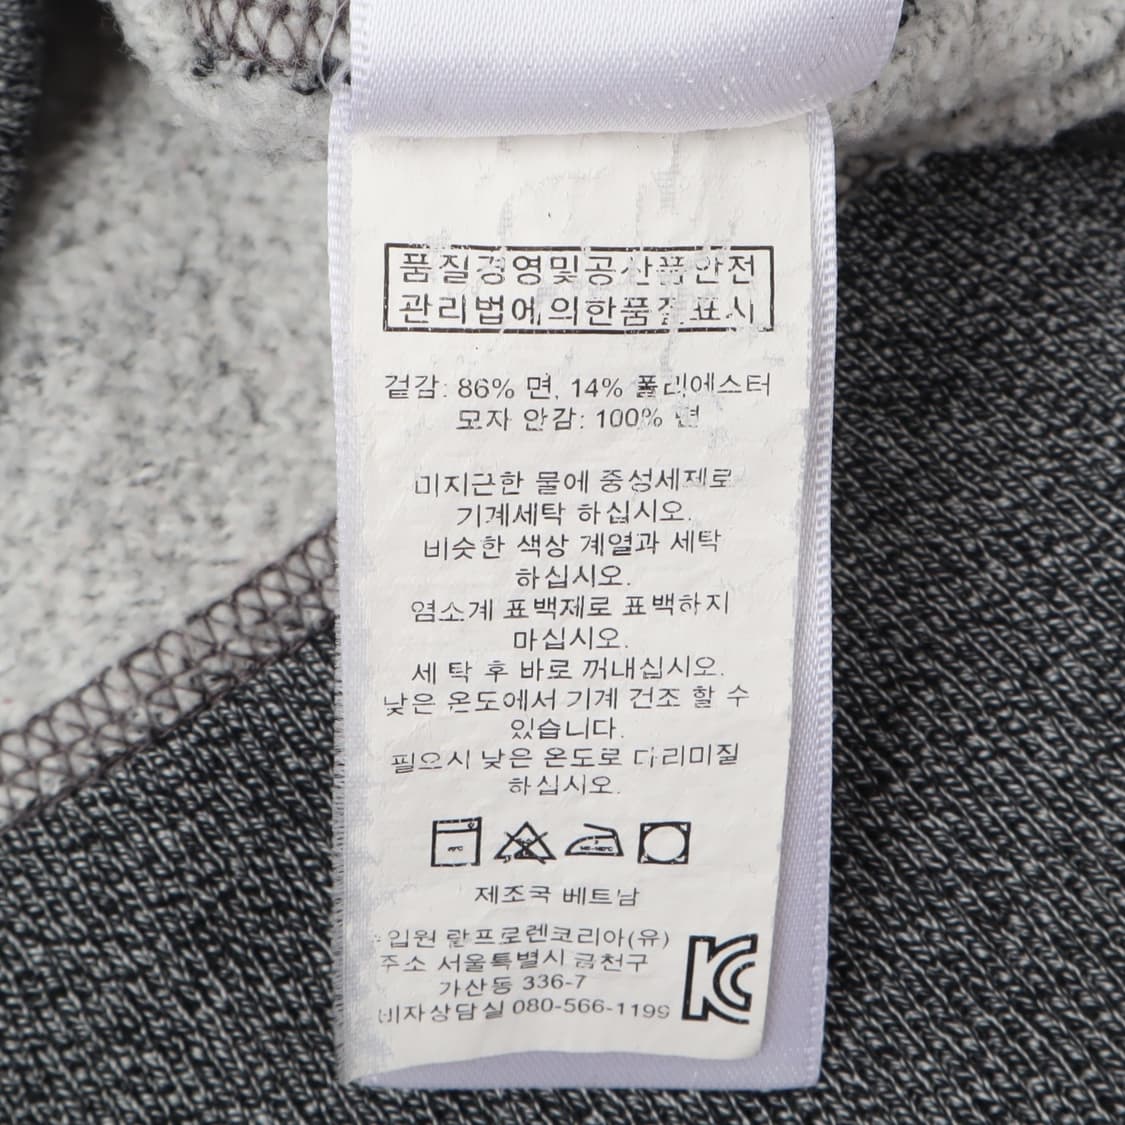 품질경영및공산품안전
관리법에의한품질표시
겉감: 86% 면, 14% 폴리에스터
모자 안감: 100% 면
미지근한 물에 중성세제로
기계세탁 하십시오.
비슷한 색상 계열과 세탁
하십시오.
염소계 표백제로 표백하지
마십시오.
세 탁 후 바로 꺼내십시오.
낮은 온도에서 기계 건조 할 수
있습니다.
필요시 낮은 온도로 다리미질
하십시오.
제조국 베트남
입원 랄프로렌코리아(유)
주소 서울특별시 금천구
가산동 336-7
비자상담실 080-566-1199
KC